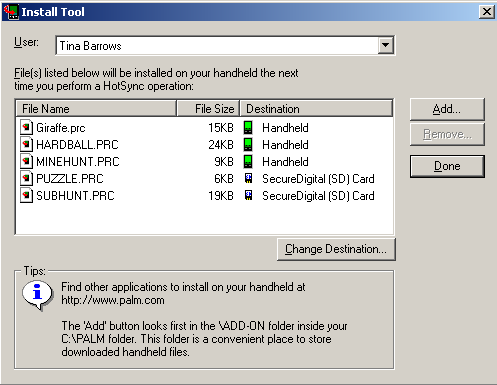 Install Tool
User: Tina Barrows
File(s) listed below will be installed on your handheld the next
time you perform a HotSync operation:
File Name File Size Destination
Giraffe.prc 15KB Handheld
HARDBALL.PRC 24KB Handheld
MINEHUNT.PRC 9KB Handheld
PUZZLE.PRC 6KB SecureDigital (SD) Card
SUBHUNT.PRC 19KB SecureDigital (SD) Card
Add...
Remove...
Done
Change Destination...
Tips:
Find other applications to install on your handheld at
http://www.palm.com
The 'Add' button looks first in the \ADD-ON folder inside your
C:\PALM folder. This folder is a convenient place to store
downloaded handheld files.